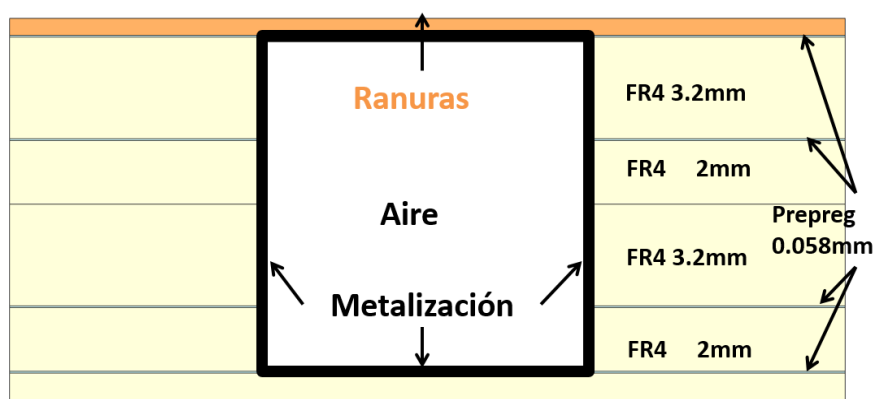 Ranuras
FR4 3.2mm
FR4 2mm
Aire
Prepreg
0.058mm
FR4 3.2mm
Metalización
FR4 2mm